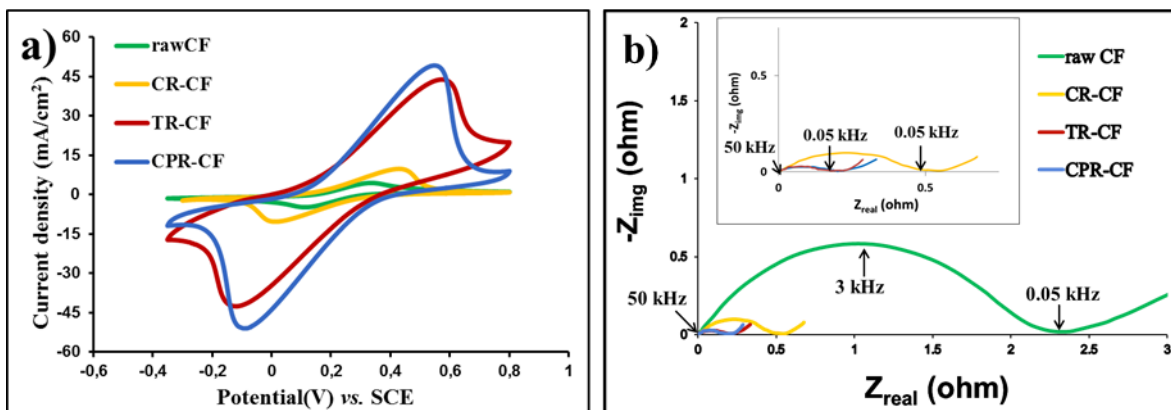 a)
rawCF
CR-CF
TR-CF
CPR-CF
60
45
30
15
0
-15
-30
-45
-60
Current density (mA/cm²)
-0,6
-0,4
-0,2
0
0,2
0,4
0,6
0,8
1
Potential(V) vs. SCE
b)
raw CF
CR-CF
TR-CF
CPR-CF
2
1.5
1
0.5
0
-Zimg (ohm)
0
0.5
1
1.5
2
2.5
3
Zreal (ohm)
50 kHz
3 kHz
0.05 kHz
-Zimg (ohm)
0.5
0
50 kHz
0.05 kHz
0.05 kHz
0
0.5
Zreal (ohm)